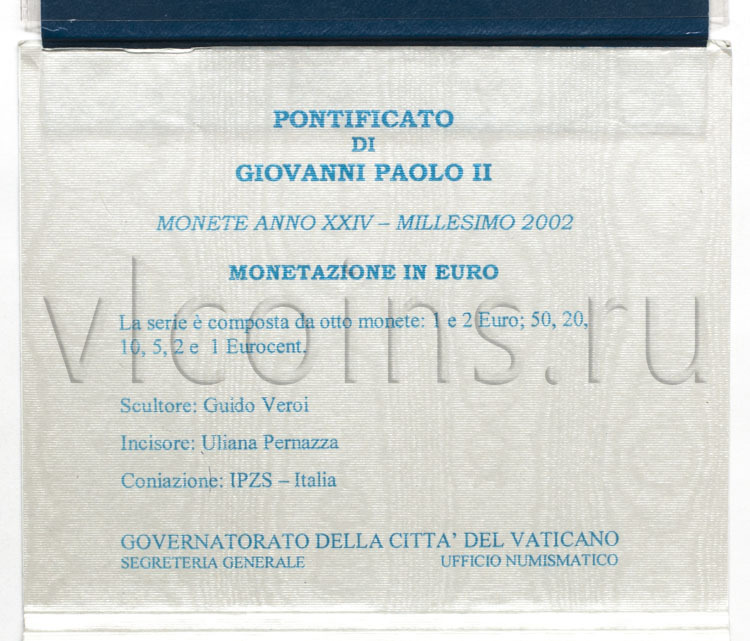 PONTIFICATO
DI
GIOVANNI PAOLO II
MONETE ANNO XXIV – MILLESIMO 2002
MONETAZIONE IN EURO
vlcoins.ru
La serie è composta da otto monete: 1 e 2 Euro; 50, 20,
10, 5, 2 e 1 Eurocent.
Scultore: Guido Veroi
Incisore: Uliana Pernazza
Coniazione: IPZS – Italia
GOVERNATORATO DELLA CITTA' DEL VATICANO
SEGRETERIA GENERALE UFFICIO NUMISMATICO